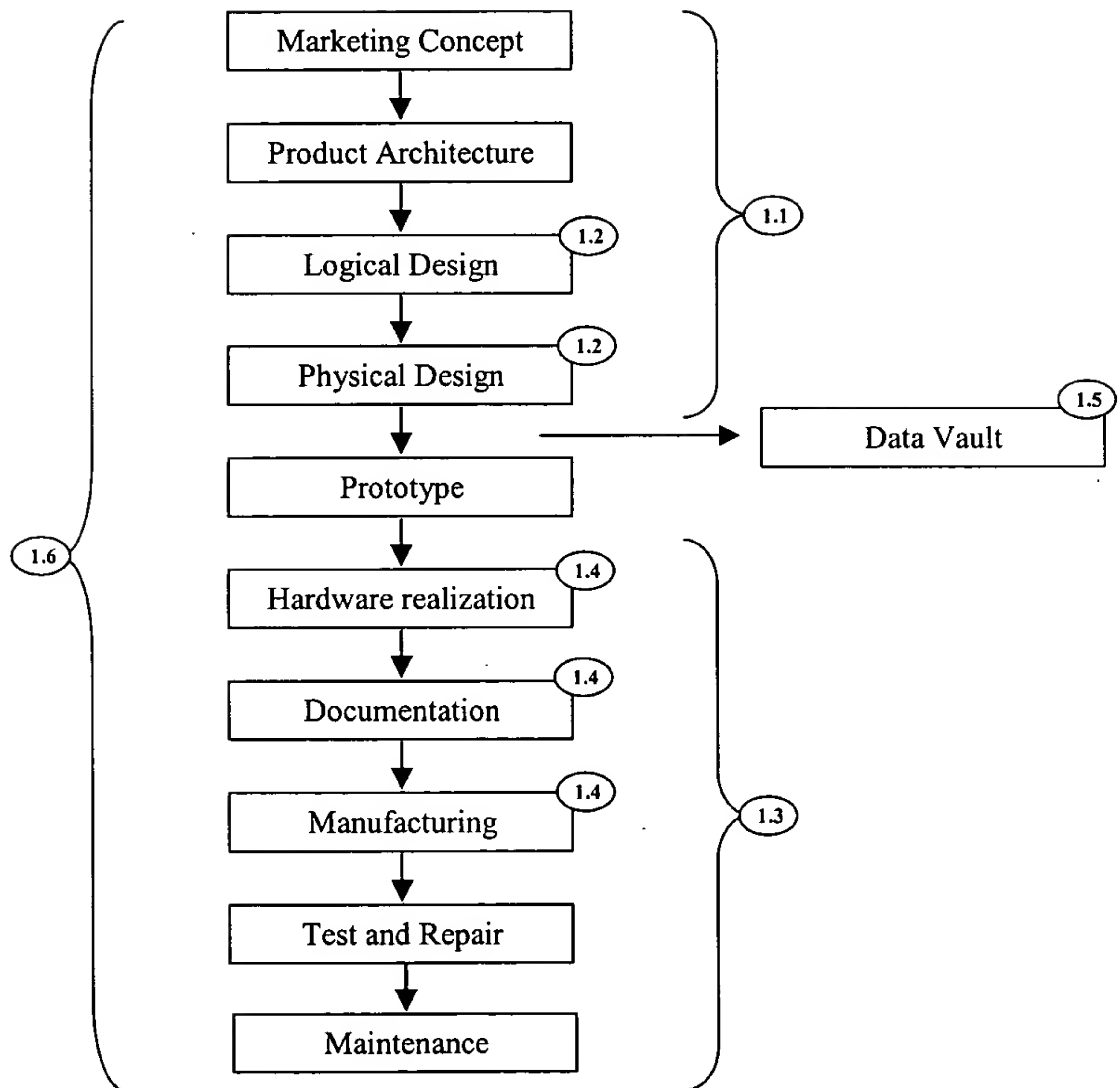 Marketing Concept
Product Architecture
1.1
1.2
Logical Design
1.2
Physical Design
1.5
Data Vault
Prototype
1.6
1.4
Hardware realization
1.4
Documentation
1.4
Manufacturing
1.3
Test and Repair
Maintenance